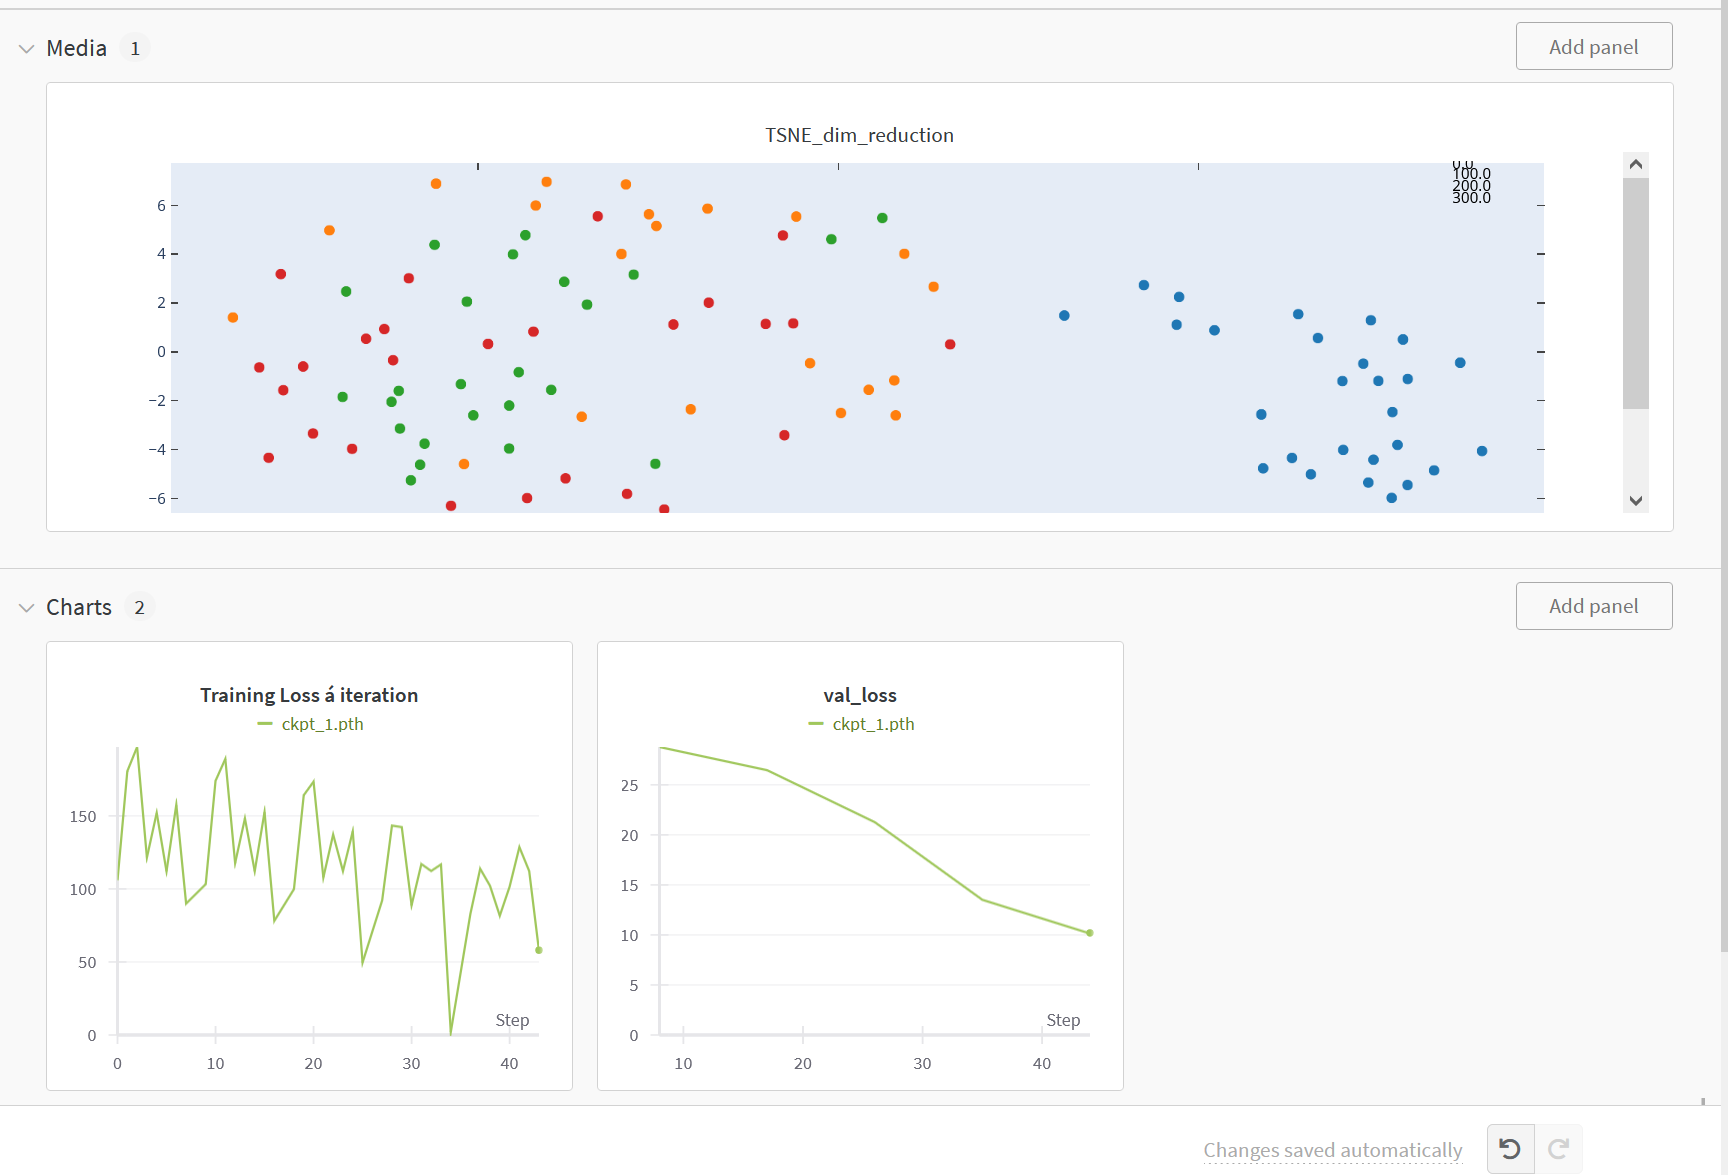 Media 1
Add panel
TSNE_dim_reduction
0.0
100.0
200.0
300.0
6
4
2
0
−2
−4
−6
Charts 2
Add panel
Training Loss á iteration
ckpt_1.pth
150
100
50
0
Step
0 10 20 30 40
val_loss
ckpt_1.pth
25
20
15
10
5
0
Step
10 20 30 40
Changes saved automatically